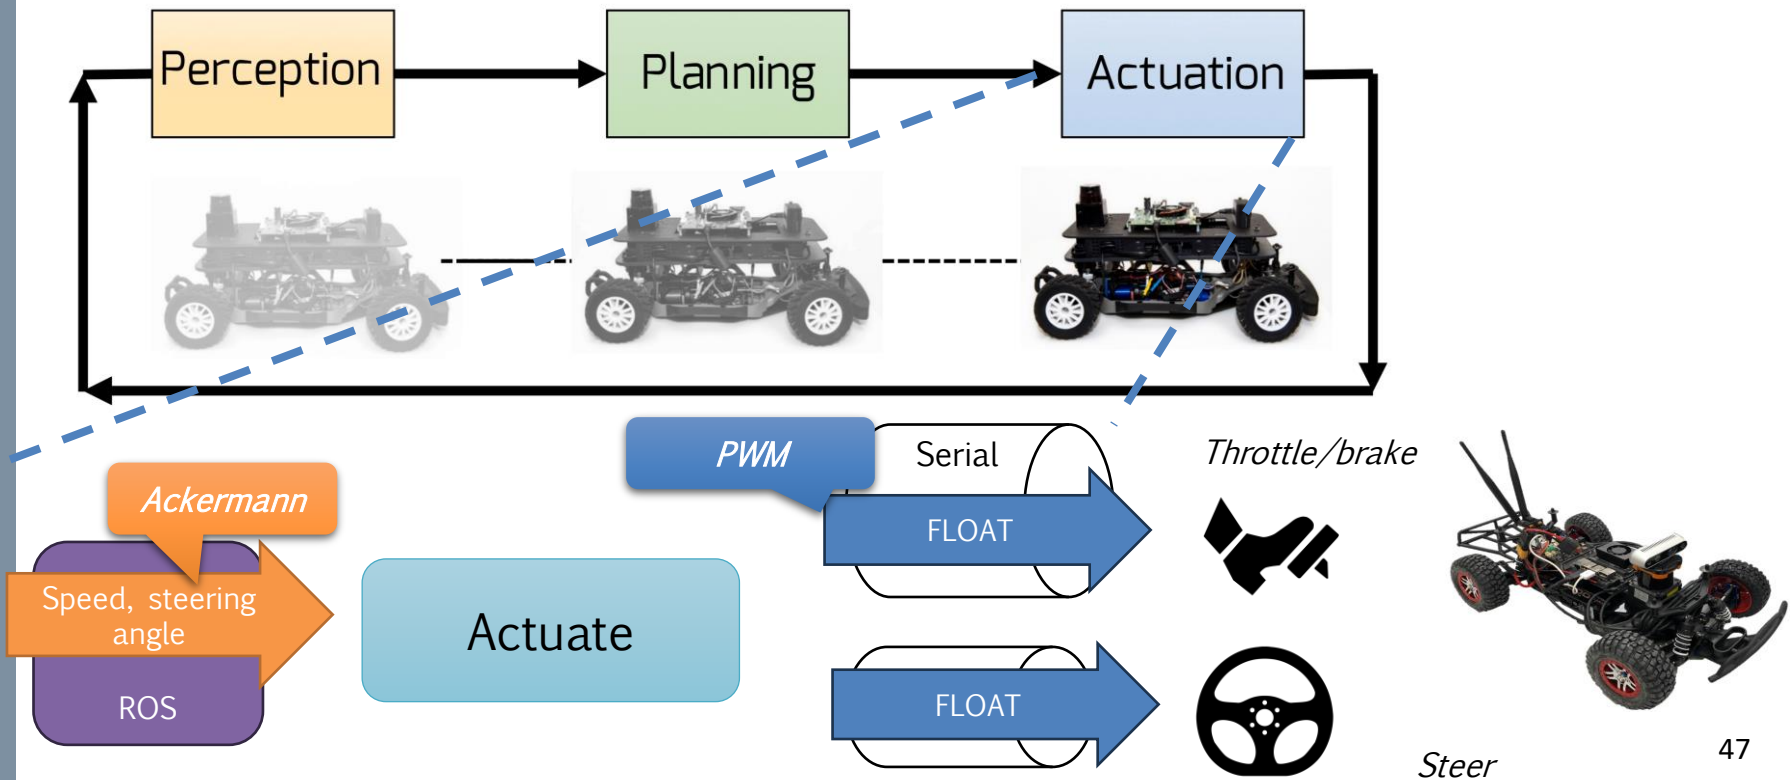 Perception
Planning
Actuation
PWM
Serial
Throttle/brake
Ackermann
FLOAT
Speed, steering
angle
Actuate
ROS
FLOAT
Steer
47